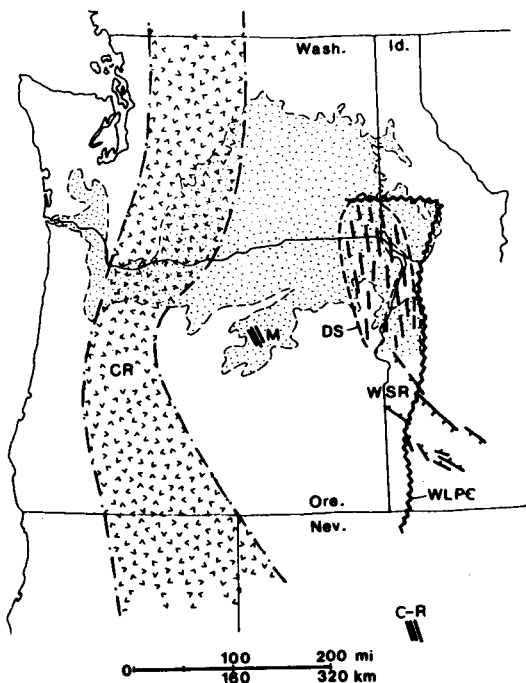 Wash. Id.
M
DS
CR
WSR
Ore.
WLPЄ
Nev.
C-R
100 200 mi
0
160 320 km